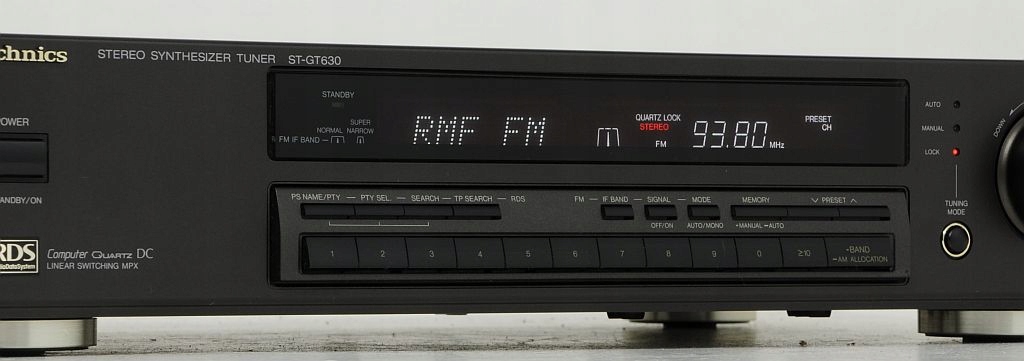 chnics STEREO SYNTHESIZER TUNER ST-GT630
POWER
STANDBY
SUPER
NORMAL NARROW
FM IF BAND
RMF FM
QUARTZ LOCK
STEREO
FM
93.80 MHz
PRESET
CH
AUTO
MANUAL
LOCK
DOWN
TUNING
MODE
ANDBY/ON
PS NAME/PTY PTY SEL. SEARCH TP SEARCH RDS
FM IF BAND SIGNAL MODE MEMORY PRESET
OFF/ON AUTO/MONO MANUAL AUTO
1 2 3 4 5 6 7 8 9 0 ≥10
BAND
AM ALLOCATION
RDS
ioDataSystem
Computer QUARTZ DC
LINEAR SWITCHING MPX